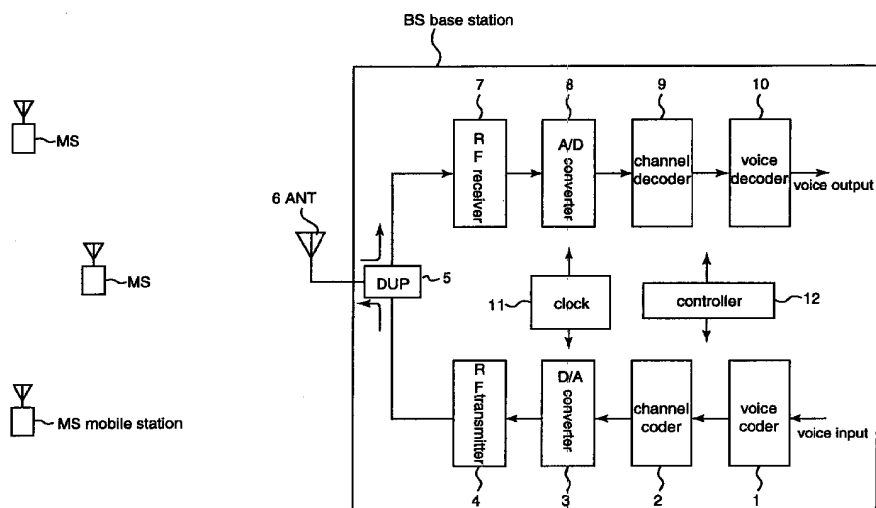 BS base station
7
8
9
10
MS
RF receiver
A/D converter
channel decoder
voice decoder
voice output
6 ANT
MS
DUP
5
11
clock
controller
12
MS mobile station
RF transmitter
D/A converter
channel coder
voice coder
voice input
4
3
2
1